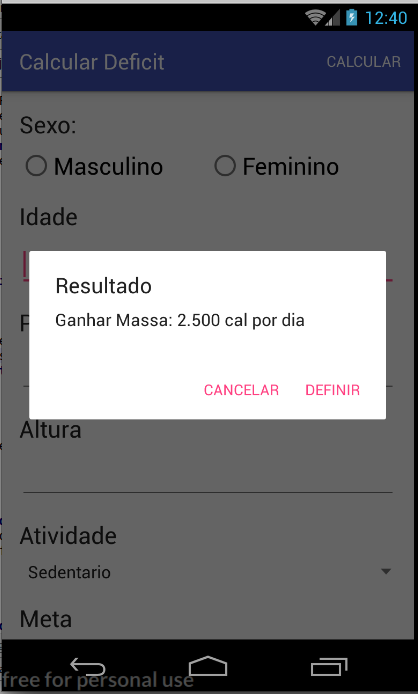 12:40
Calcular Deficit CALCULAR
Sexo:
Masculino Feminino
Idade
Resultado
Ganhar Massa: 2.500 cal por dia
P
CANCELAR DEFINIR
Altura
Atividade
Sedentario
Meta
free for personal use